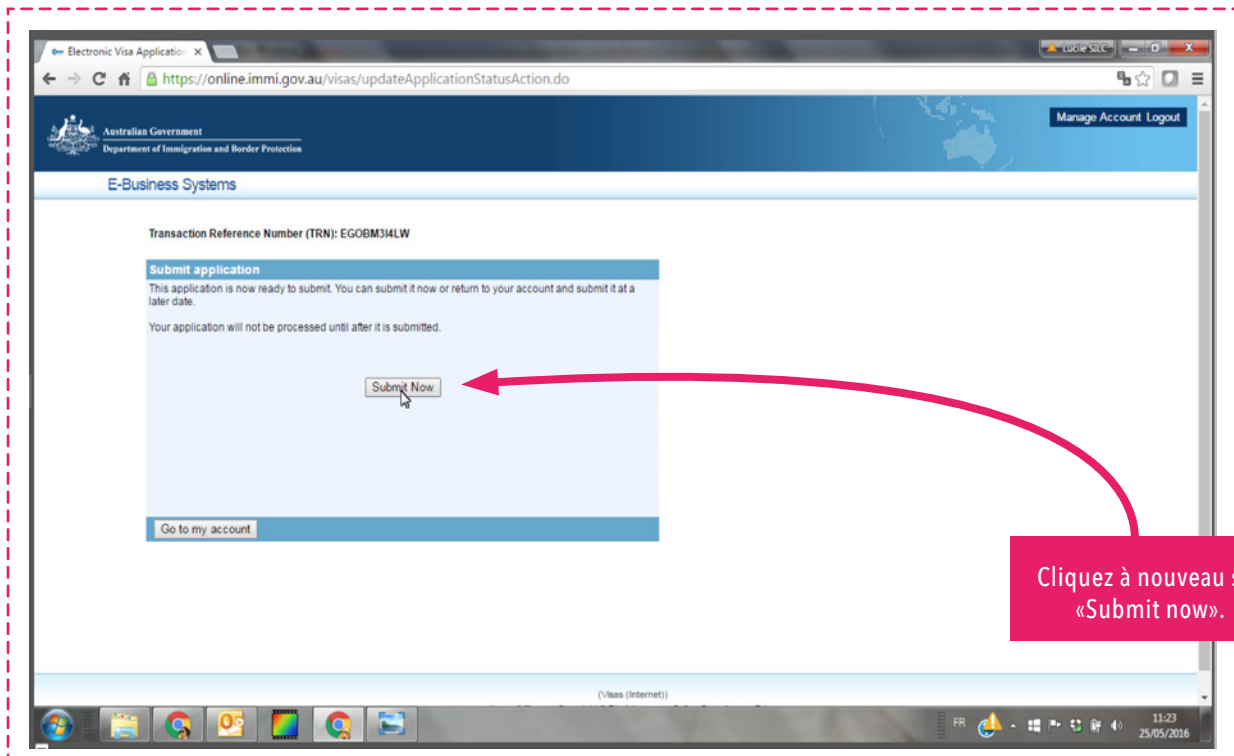 Electronic Visa Application
Lucie SILC
https://online.immi.gov.au/visas/updateApplicationStatusAction.do
Australian Government
Department of Immigration and Border Protection
Manage Account Logout
E-Business Systems
Transaction Reference Number (TRN): EGOBM3I4LW
Submit application
This application is now ready to submit. You can submit it now or return to your account and submit it at a
later date.
Your application will not be processed until after it is submitted.
Submit Now
Go to my account
Cliquez à nouveau
«Submit now».
(Visas (Internet))
FR
11:23
25/05/2016